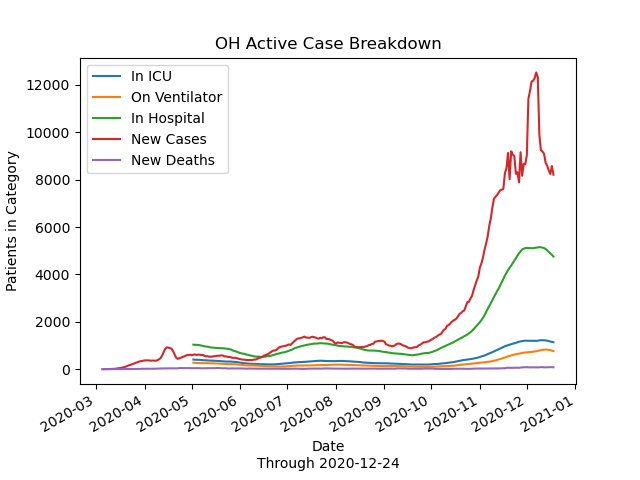 OH Active Case Breakdown
In ICU
On Ventilator
In Hospital
New Cases
New Deaths
Patients in Category
12000
10000
8000
6000
4000
2000
0
2020-03
2020-04
2020-05
2020-06
2020-07
2020-08
2020-09
2020-10
2020-11
2020-12
2021-01
Date
Through 2020-12-24